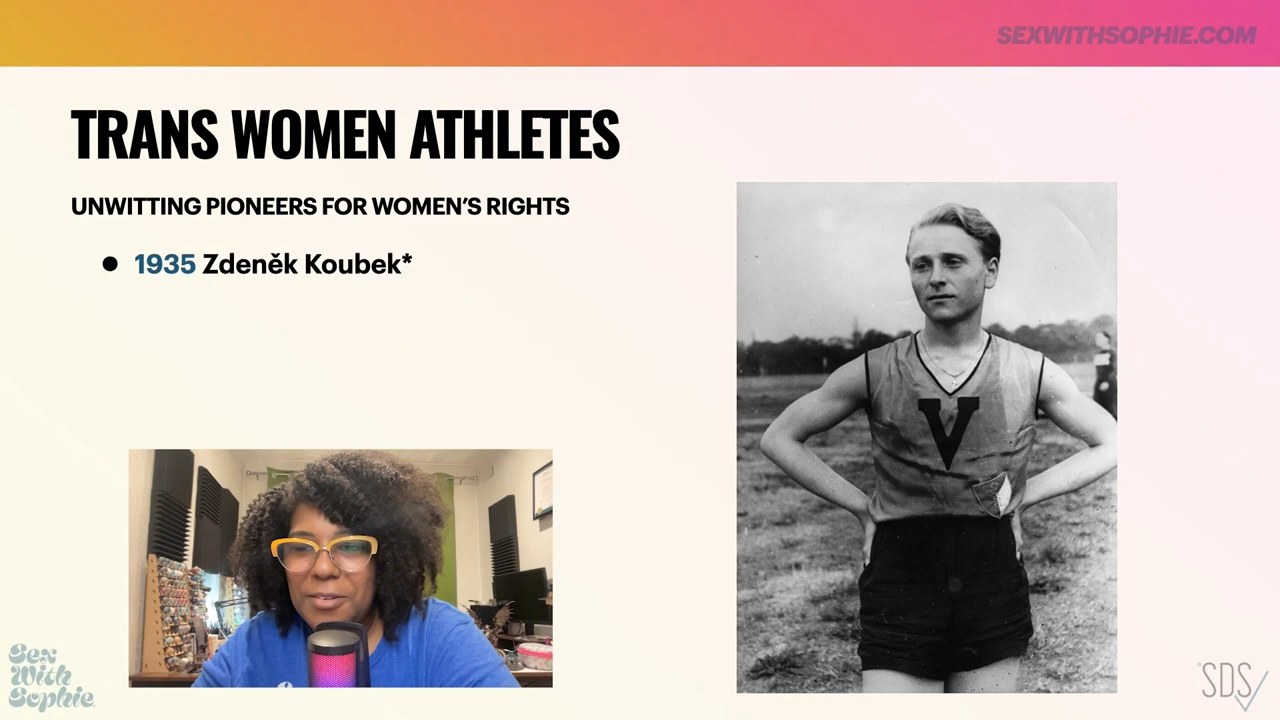 SEXWITHSOPHIE.COM
TRANS WOMEN ATHLETES
UNWITTING PIONEERS FOR WOMEN'S RIGHTS
● 1935 Zdeněk Koubek*
V
Sex
With
Sophie
SDS